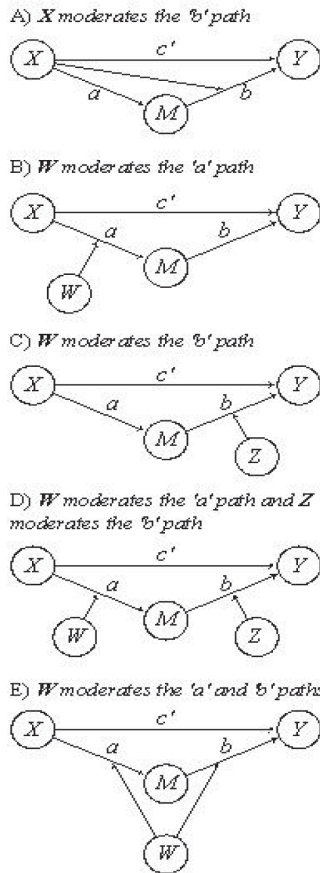 A) X moderates the 'b' path
X
c'
Y
a
b
M
B) W moderates the 'a' path
X
c'
Y
a
b
M
W
C) W moderates the 'b' path
X
c'
Y
a
b
M
Z
D) W moderates the 'a' path and Z
moderates the 'b' path
X
c'
Y
a
b
W
M
Z
E) W moderates the 'a' and 'b' paths
X
c'
Y
a
b
M
W